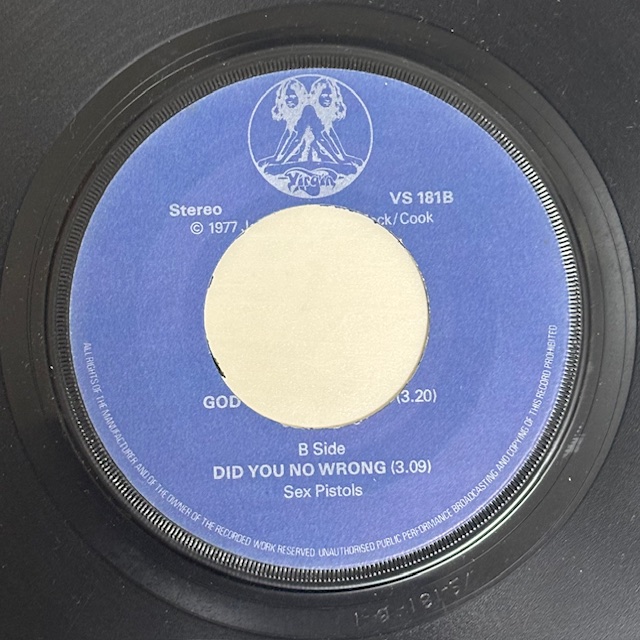 Virgin
Stereo
VS 181B
© 1977 ck/Cook
GOD (3.20)
B Side
DID YOU NO WRONG (3.09)
Sex Pistols
ALL RIGHTS OF THE MANUFACTURER AND OF THE OWNER OF THE RECORDED WORK RESERVED UNAUTHORISED PUBLIC PERFORMANCE BROADCASTING AND COPYING OF THIS RECORD PROHIBITED